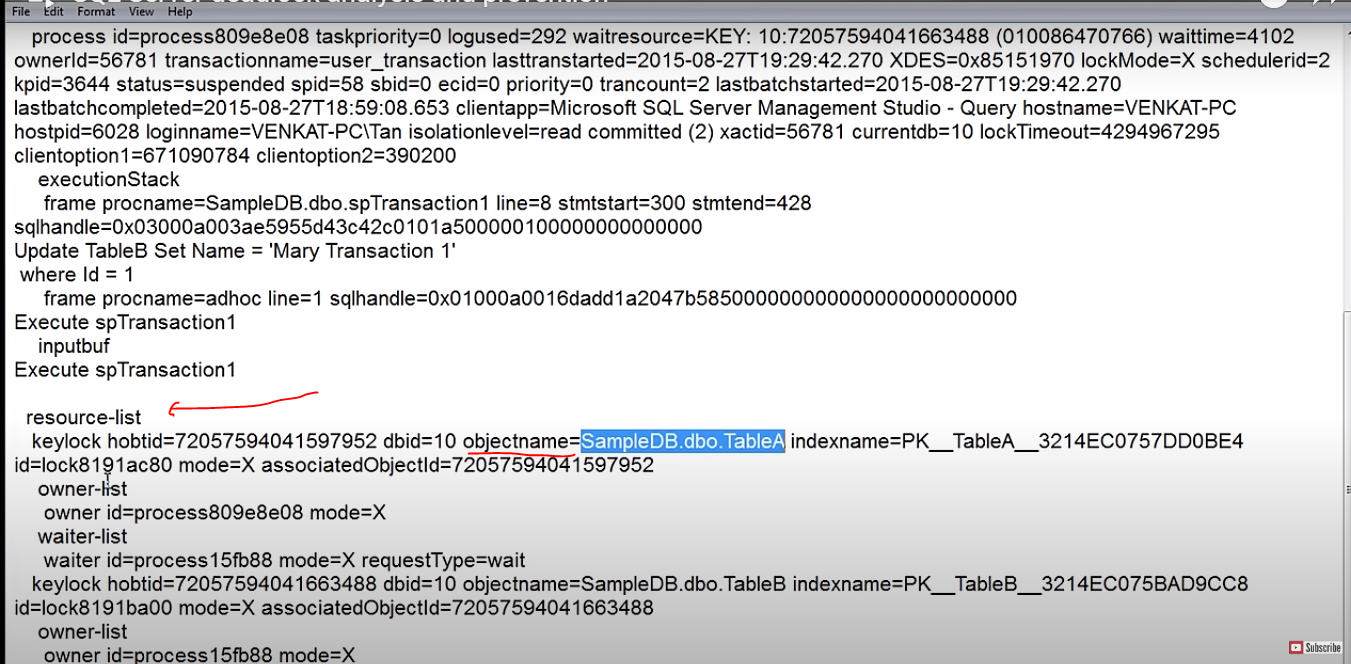 File Edit Format View Help
process id=process809e8e08 taskpriority=0 logused=292 waitresource=KEY: 10:72057594041663488 (010086470766) waittime=4102
ownerId=56781 transactionname=user_transaction lasttranstarted=2015-08-27T19:29:42.270 XDES=0x85151970 lockMode=X schedulerid=2
kpid=3644 status=suspended spid=58 sbid=0 ecid=0 priority=0 trancount=2 lastbatchstarted=2015-08-27T19:29:42.270
lastbatchcompleted=2015-08-27T18:59:08.653 clientapp=Microsoft SQL Server Management Studio - Query hostname=VENKAT-PC
hostpid=6028 loginname=VENKAT-PC\Tan isolationlevel=read committed (2) xactid=56781 currentdb=10 lockTimeout=4294967295
clientoption1=671090784 clientoption2=390200
executionStack
frame procname=SampleDB.dbo.spTransaction1 line=8 stmtstart=300 stmtend=428
sqlhandle=0x03000a003ae5955d43c42c0101a5000001000000000000000
Update TableB Set Name = 'Mary Transaction 1'
where Id = 1
frame procname=adhoc line=1 sqlhandle=0x01000a0016dadd1a2047b585000000000000000000000000
Execute spTransaction1
inputbuf
Execute spTransaction1
resource-list
keylock hobtid=72057594041597952 dbid=10 objectname=SampleDB.dbo.TableA indexname=PK__TableA__3214EC0757DD0BE4
id=lock8191ac80 mode=X associatedObjectId=72057594041597952
owner-list
owner id=process809e8e08 mode=X
waiter-list
waiter id=process15fb88 mode=X requestType=wait
keylock hobtid=72057594041663488 dbid=10 objectname=SampleDB.dbo.TableB indexname=PK__TableB__3214EC075BAD9CC8
id=lock8191ba00 mode=X associatedObjectId=72057594041663488
owner-list
owner id=process15fb88 mode=X
Subscribe